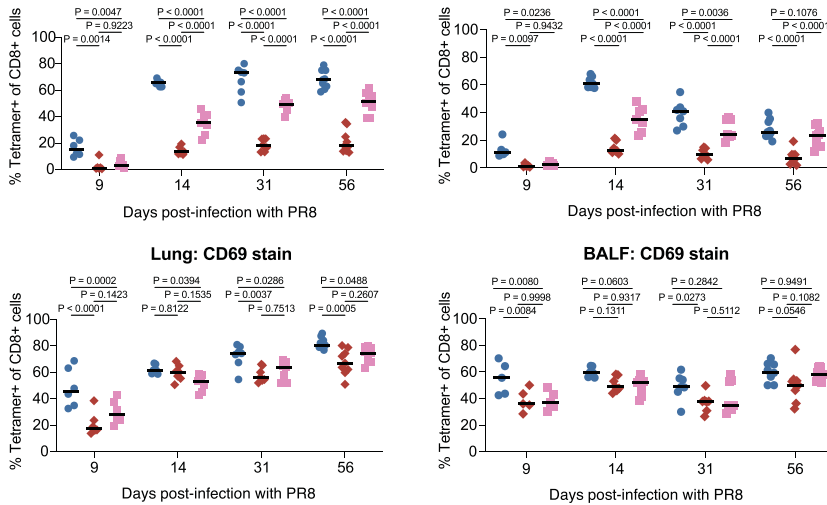 P = 0.0047 P < 0.0001 P < 0.0001 P < 0.0001
P = 0.9223 P < 0.0001 P < 0.0001 P < 0.0001
P = 0.0014 P < 0.0001 P < 0.0001 P < 0.0001
% Tetramer+ of CD8+ cells
100
80
60
40
20
0
9 14 31 56
Days post-infection with PR8
P = 0.0236 P < 0.0001 P = 0.0036 P = 0.1076
P = 0.9432 P < 0.0001 P < 0.0001 P < 0.0001
P = 0.0097 P < 0.0001 P < 0.0001 P < 0.0001
% Tetramer+ of CD8+ cells
100
80
60
40
20
0
9 14 31 56
Days post-infection with PR8
Lung: CD69 stain
P = 0.0002 P = 0.0394 P = 0.0286 P = 0.0488
P = 0.1423 P = 0.1535 P = 0.0037 P = 0.2607
P < 0.0001 P = 0.8122 P = 0.7513 P = 0.0005
% Tetramer+ of CD8+ cells
100
80
60
40
20
0
9 14 31 56
Days post-infection with PR8
BALF: CD69 stain
P = 0.0080 P = 0.0603 P = 0.2842 P = 0.9491
P = 0.9998 P = 0.9317 P = 0.0273 P = 0.1082
P = 0.0084 P = 0.1311 P = 0.5112 P = 0.0546
% Tetramer+ of CD8+ cells
100
80
60
40
20
0
9 14 31 56
Days post-infection with PR8